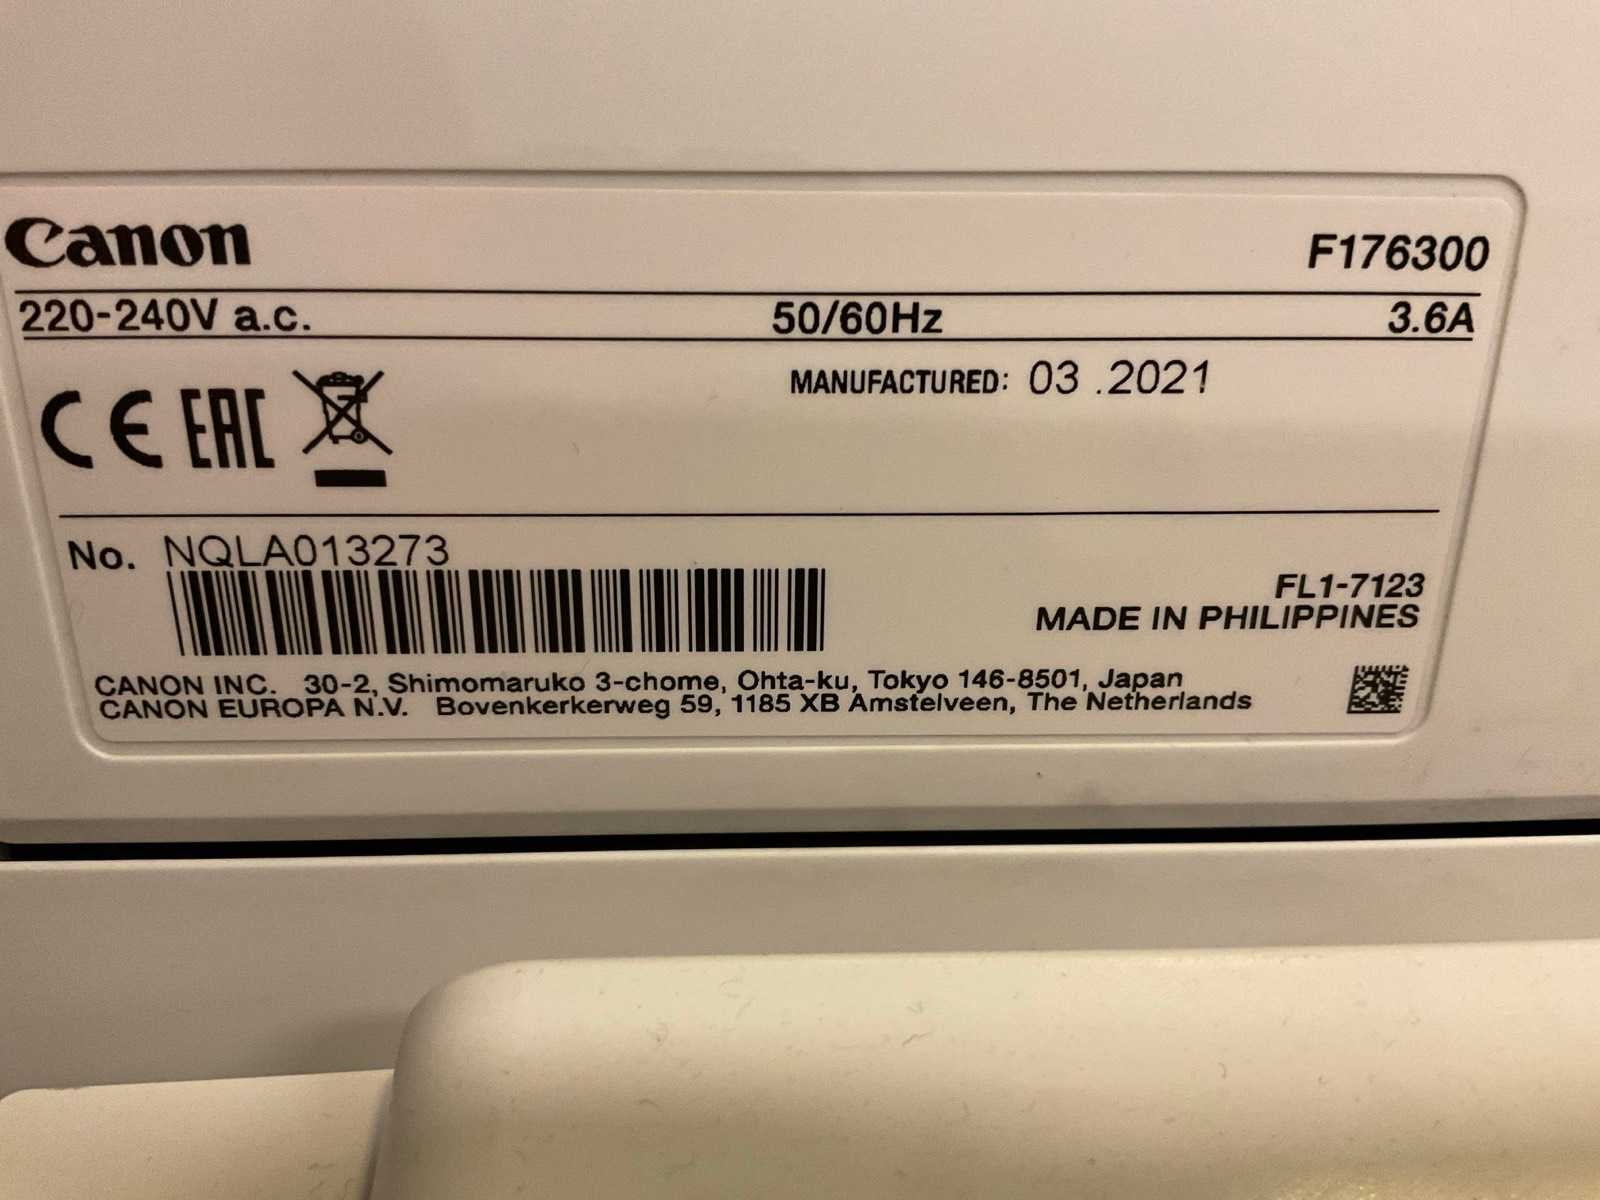 Canon F176300
220-240V a.c. 50/60Hz 3.6A
MANUFACTURED: 03 .2021
CE EAC
No. NQLA013273
FL1-7123
MADE IN PHILIPPINES
CANON INC. 30-2, Shimomaruko 3-chome, Ohta-ku, Tokyo 146-8501, Japan
CANON EUROPA N.V. Bovenkerkerweg 59, 1185 XB Amstelveen, The Netherlands